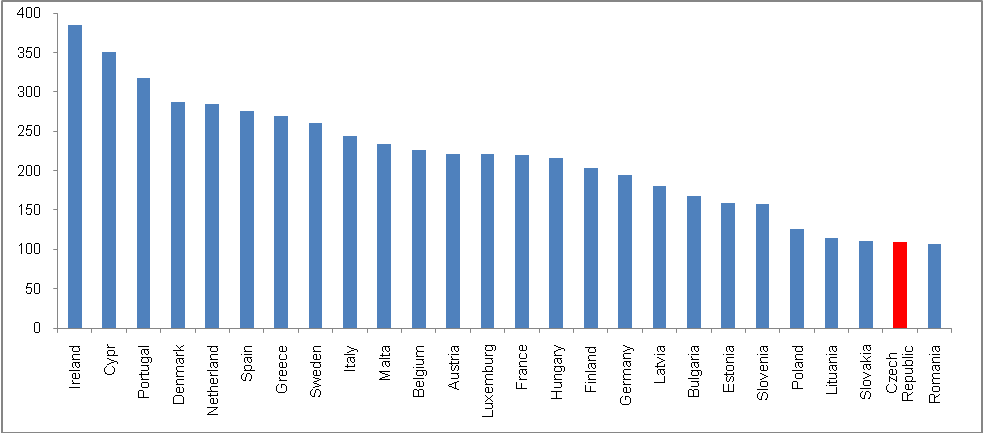 400
350
300
250
200
150
100
50
0
Ireland
Cypr
Portugal
Denmark
Netherland
Spain
Greece
Sweden
Italy
Malta
Belgium
Austria
Luxemburg
France
Hungary
Finland
Germany
Latvia
Bulgaria
Estonia
Slovenia
Poland
Lituania
Slovakia
Czech
Republic
Romania